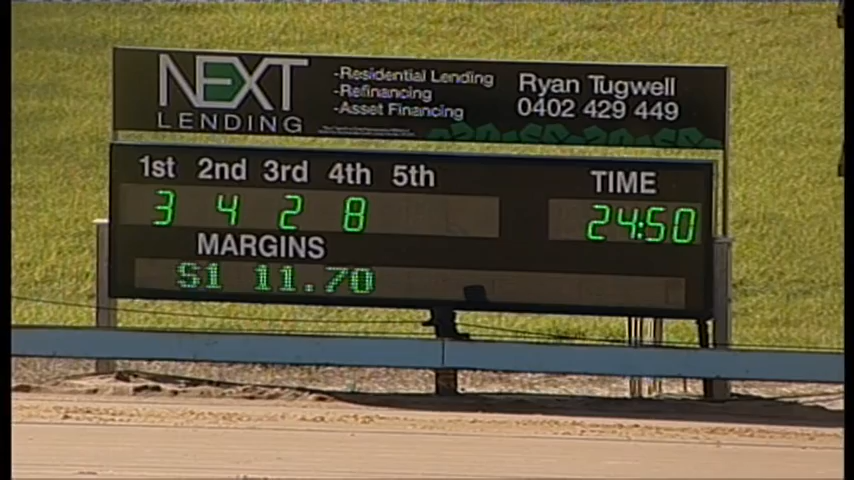 NEXT
LENDING
-Residential Lending
-Refinancing
-Asset Financing
Ryan Tugwell
0402 429 449
1st 2nd 3rd 4th 5th
TIME
3 4 2 8
24:50
MARGINS
S1 11.70